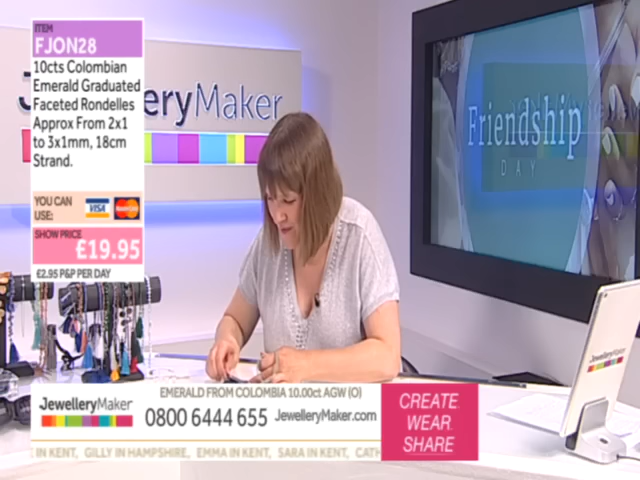 ITEM
FJON28
10cts Colombian
Emerald Graduated
Faceted Rondelles
Approx From 2x1
to 3x1mm, 18cm
Strand.
YOU CAN
USE:
VISA
MasterCard
SHOW PRICE
£19.95
£2.95 P&P PER DAY
JewelleryMaker
Friendship
DAY
JewelleryMaker
EMERALD FROM COLOMBIA 10.00ct AGW (O)
JewelleryMaker
0800 6444 655 JewelleryMaker.com
CREATE.
WEAR.
SHARE
IN KENT, GILLY IN HAMPSHIRE, EMMA IN KENT, SARA IN KENT, CATH